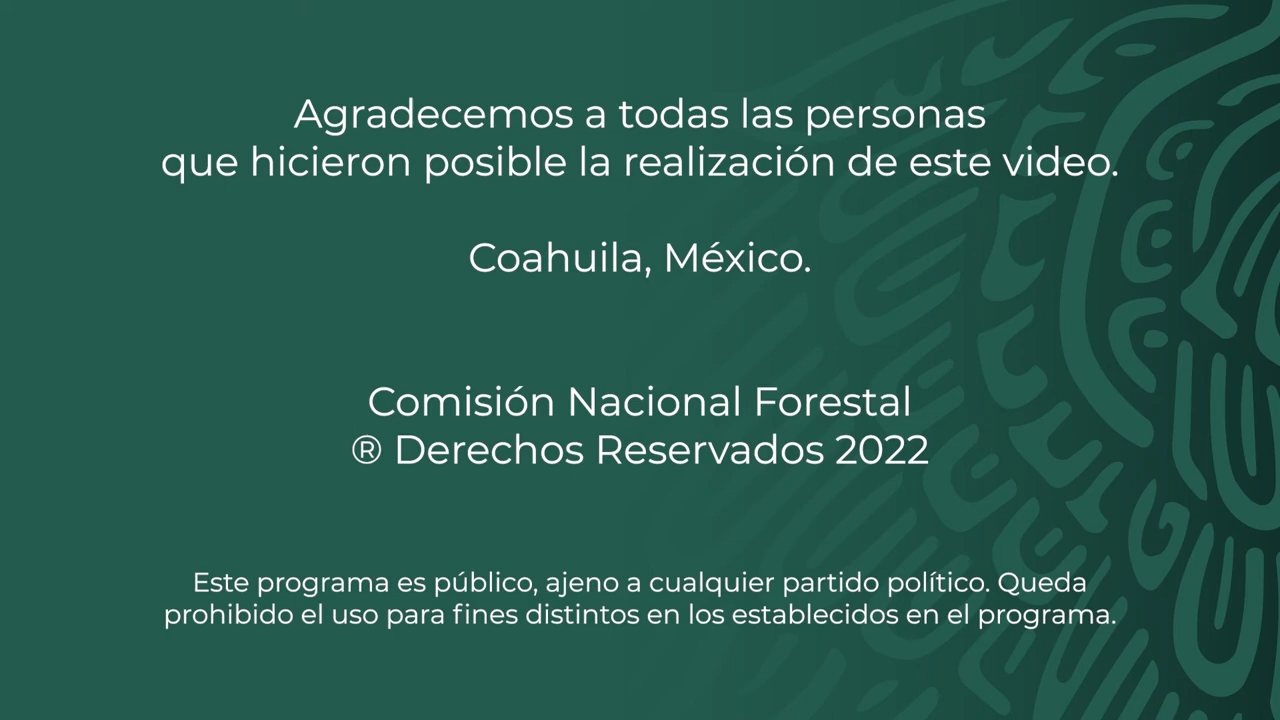 Agradecemos a todas las personas
que hicieron posible la realización de este video.
Coahuila, México.
Comisión Nacional Forestal
® Derechos Reservados 2022
Este programa es público, ajeno a cualquier partido político. Queda
prohibido el uso para fines distintos en los establecidos en el programa.